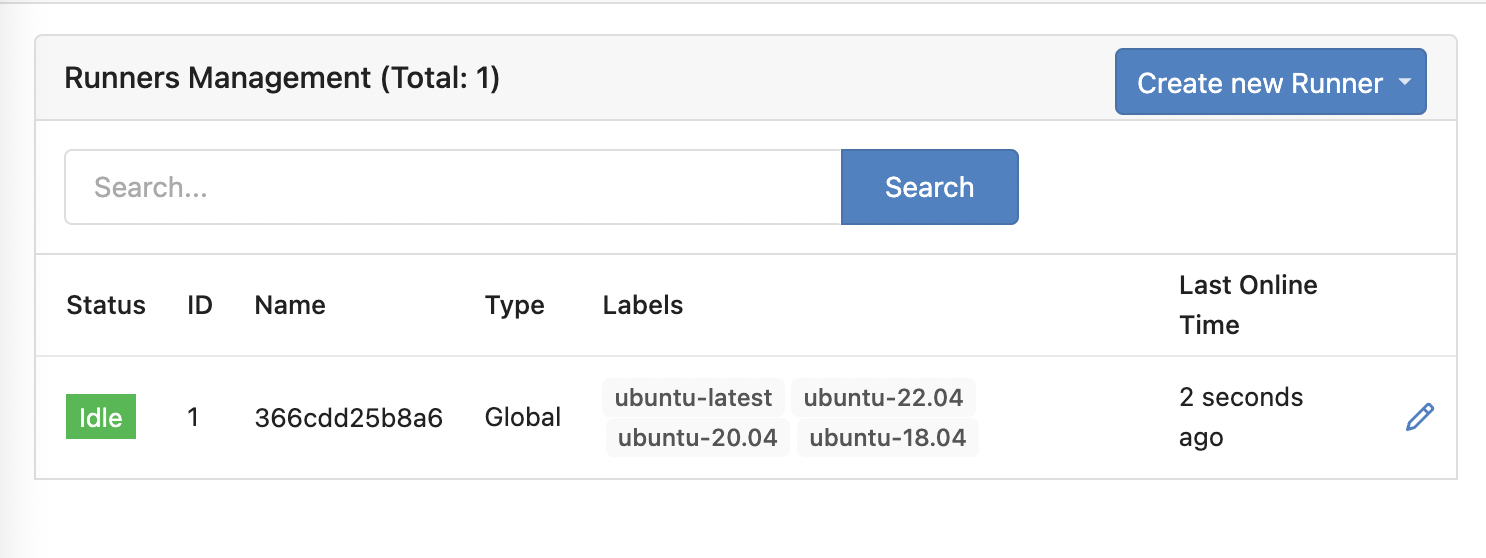 Runners Management (Total: 1)
Create new Runner
Search...
Search
Status ID Name Type Labels Last Online Time
Idle 1 366cdd25b8a6 Global ubuntu-latest ubuntu-22.04 ubuntu-20.04 ubuntu-18.04 2 seconds ago